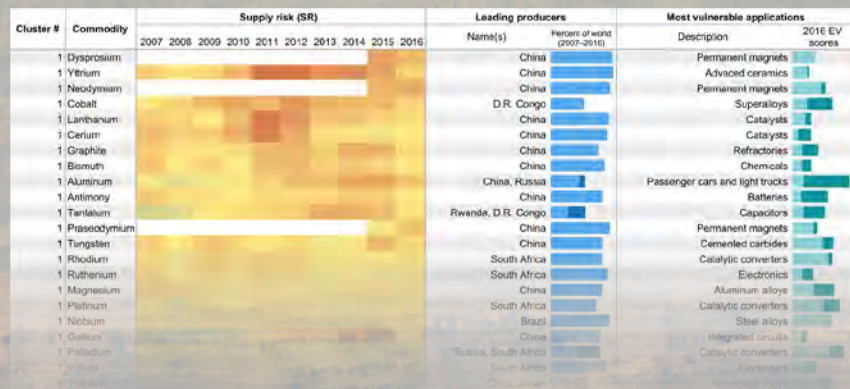 Cluster # Commodity Supply risk (SR) Leading producers Most vulnerable applications
2007 2008 2009 2010 2011 2012 2013 2014 2015 2016 Name(s) Percent of world (2007–2016) Description 2016 EV scores
1 Dysprosium China Permanent magnets
1 Yttrium China Advaced ceramics
1 Neodymium China Permanent magnets
1 Cobalt D.R. Congo Superalloys
1 Lanthanum China Catalysts
1 Cerium China Catalysts
1 Graphite China Refractories
1 Bismuth China Chemicals
1 Aluminum China, Russia Passenger cars and light trucks
1 Antimony China Batteries
1 Tantalum Rwanda, D.R. Congo Capacitors
1 Praseodymium China Permanent magnets
1 Tungsten China Cemented carbides
1 Rhodium South Africa Catalytic converters
1 Ruthenium South Africa Electronics
1 Magnesium China Aluminum alloys
1 Platinum South Africa Catalytic converters
1 Niobium Brazil Steel alloys
1 Gallium China Integrated circuits
1 Palladium Russia, South Africa Catalytic converters
1 Iridium South Africa Electronics